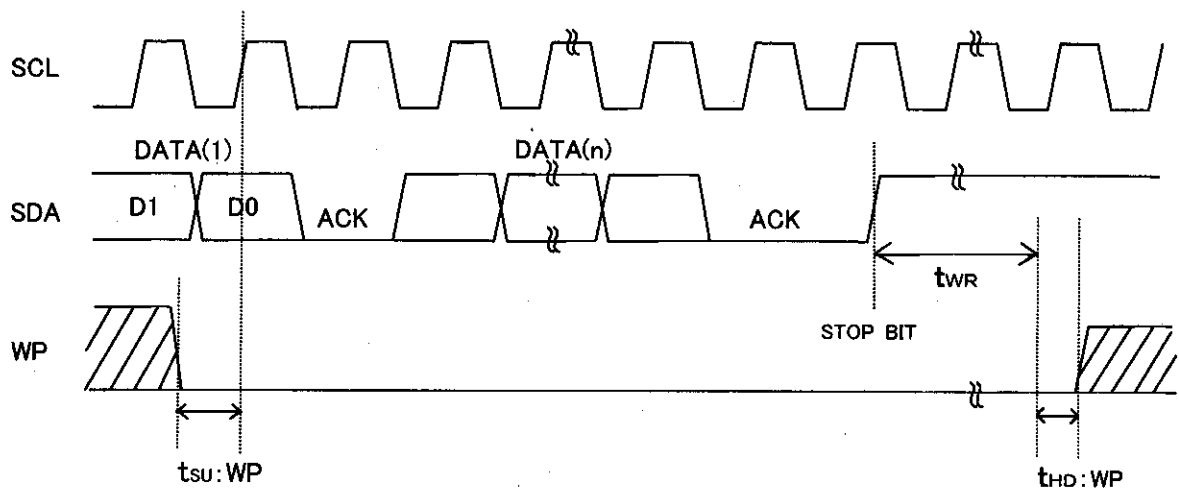 SCL
DATA(1) DATA(n)
SDA D1 D0 ACK ACK
tWR
WP STOP BIT
tSU:WP tHD:WP